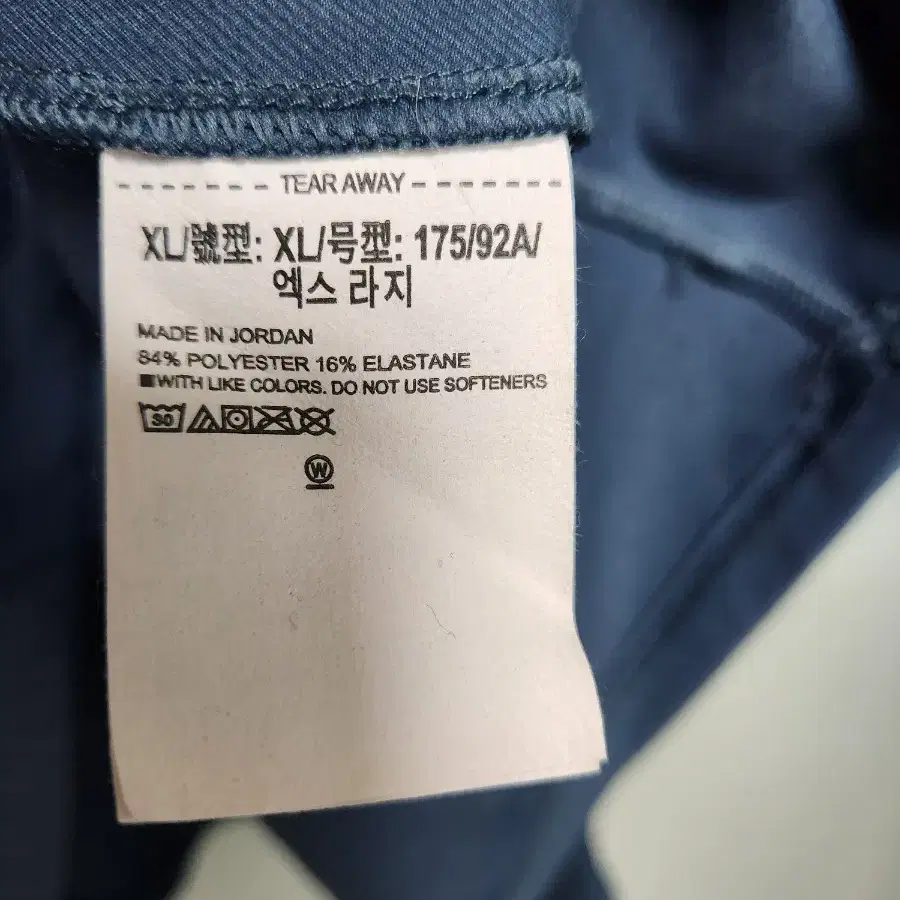 TEAR AWAY
XL/號型: XL/号型: 175/92A/
엑스 라지
MADE IN JORDAN
84% POLYESTER 16% ELASTANE
WITH LIKE COLORS. DO NOT USE SOFTENERS
30
W